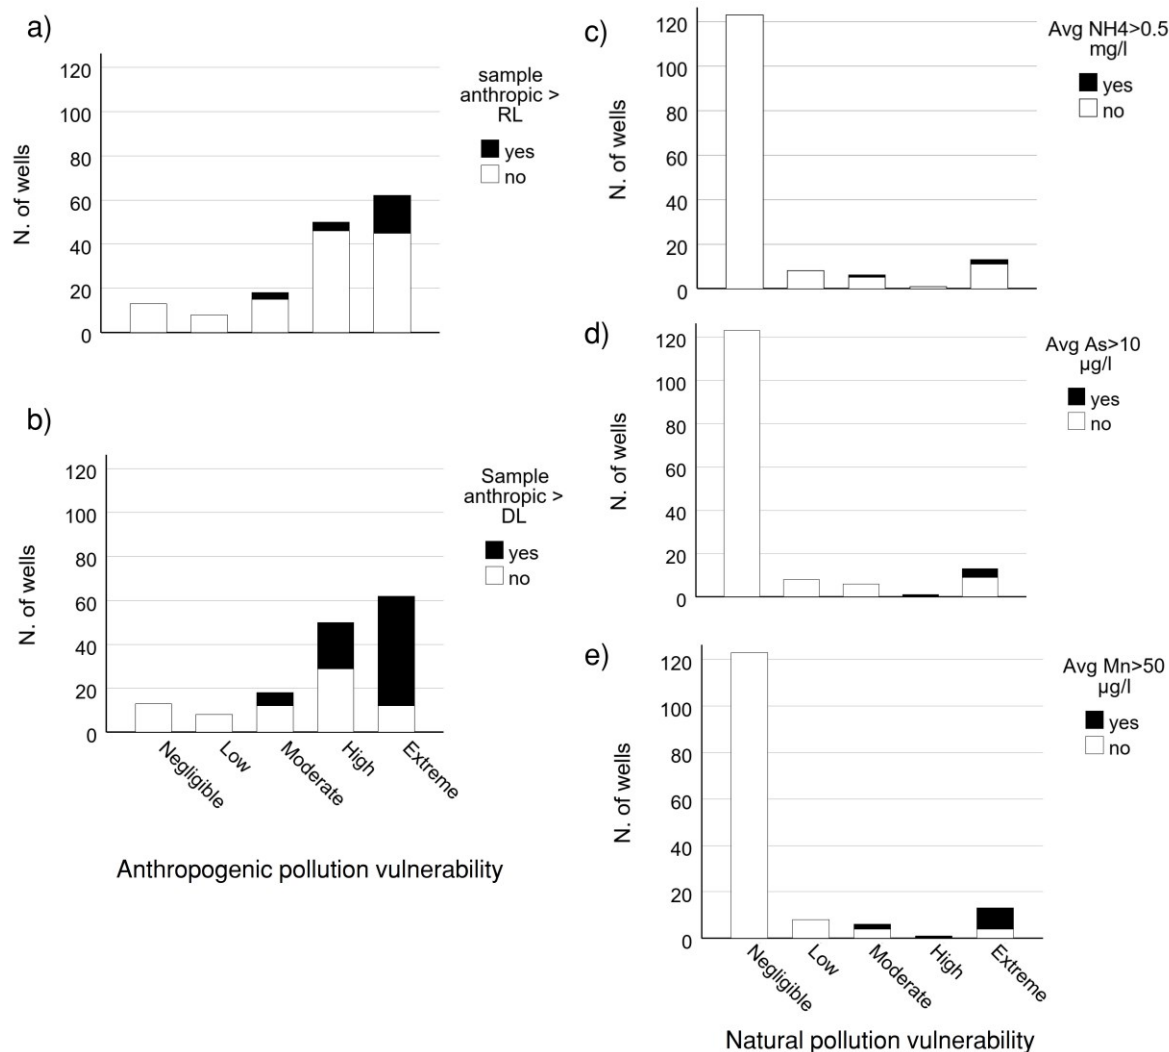 a)
120
100
80
60
40
20
0
N. of wells
sample
anthropic >
RL
yes
no
b)
120
100
80
60
40
20
0
N. of wells
Sample
anthropic >
DL
yes
no
Negligible
Low
Moderate
High
Extreme
Anthropogenic pollution vulnerability
c)
120
100
80
60
40
20
0
N. of wells
Avg NH4>0.5
mg/l
yes
no
d)
120
100
80
60
40
20
0
N. of wells
Avg As>10
µg/l
yes
no
e)
120
100
80
60
40
20
0
N. of wells
Avg Mn>50
µg/l
yes
no
Negligible
Low
Moderate
High
Extreme
Natural pollution vulnerability